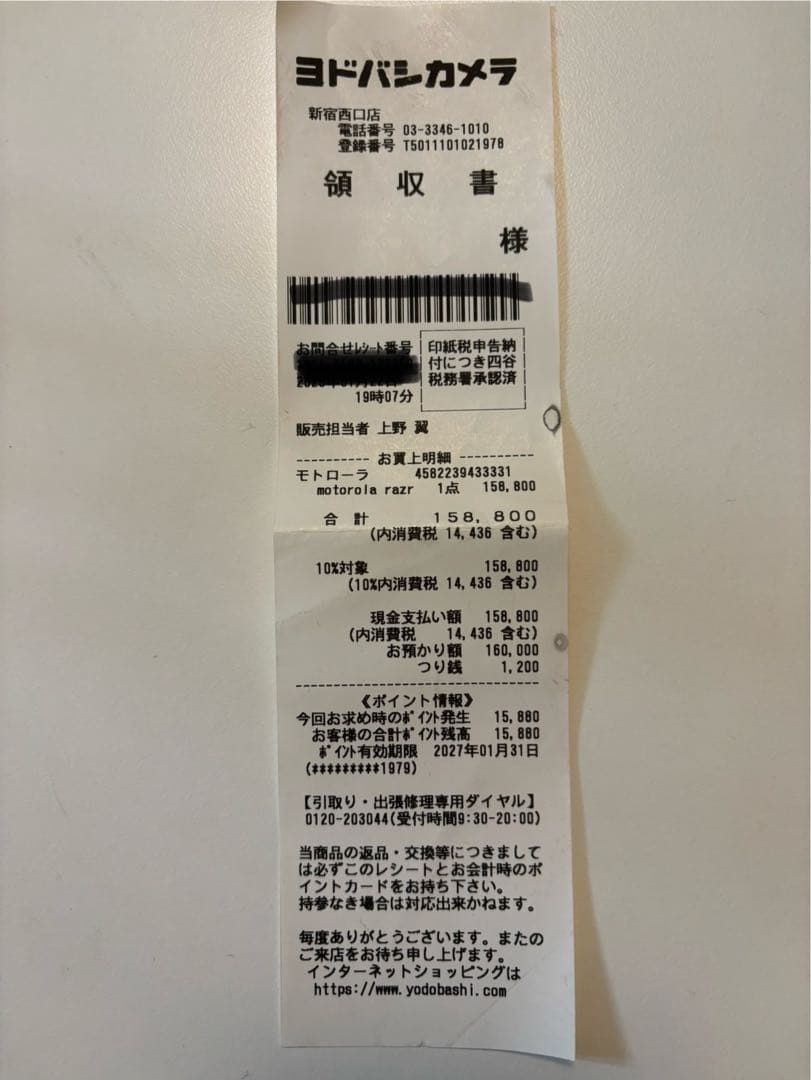 ヨドバシカメラ
新宿西口店
電話番号 03-3346-1010
登録番号 T5011101021978
領 収 書
様
お問合せﾚｼｰﾄ番号
19時07分
印紙税申告納
付につき四谷
税務署承認済
販売担当者 上野 翼
---------- お買上明細 ----------
モトローラ 4582239433331
motorola razr 1点 158,800
合 計 158,800
(内消費税 14,436 含む)
10%対象 158,800
(10%内消費税 14,436 含む)
現金支払い額 158,800
(内消費税 14,436 含む)
お預かり額 160,000
つり銭 1,200
《ポイント情報》
今回お求め時のﾎﾟｲﾝﾄ発生 15,880
お客様の合計ﾎﾟｲﾝﾄ残高 15,880
ﾎﾟｲﾝﾄ有効期限 2027年01月31日
(*********1979)
【引取り・出張修理専用ダイヤル】
0120-203044(受付時間9:30-20:00)
当商品の返品・交換等につきまして
は必ずこのレシートとお会計時のポ
イントカードをお持ち下さい。
持参なき場合は対応出来かねます。
毎度ありがとうございます。またの
ご来店をお待ち申し上げます。
インターネットショッピングは
https://www.yodobashi.com